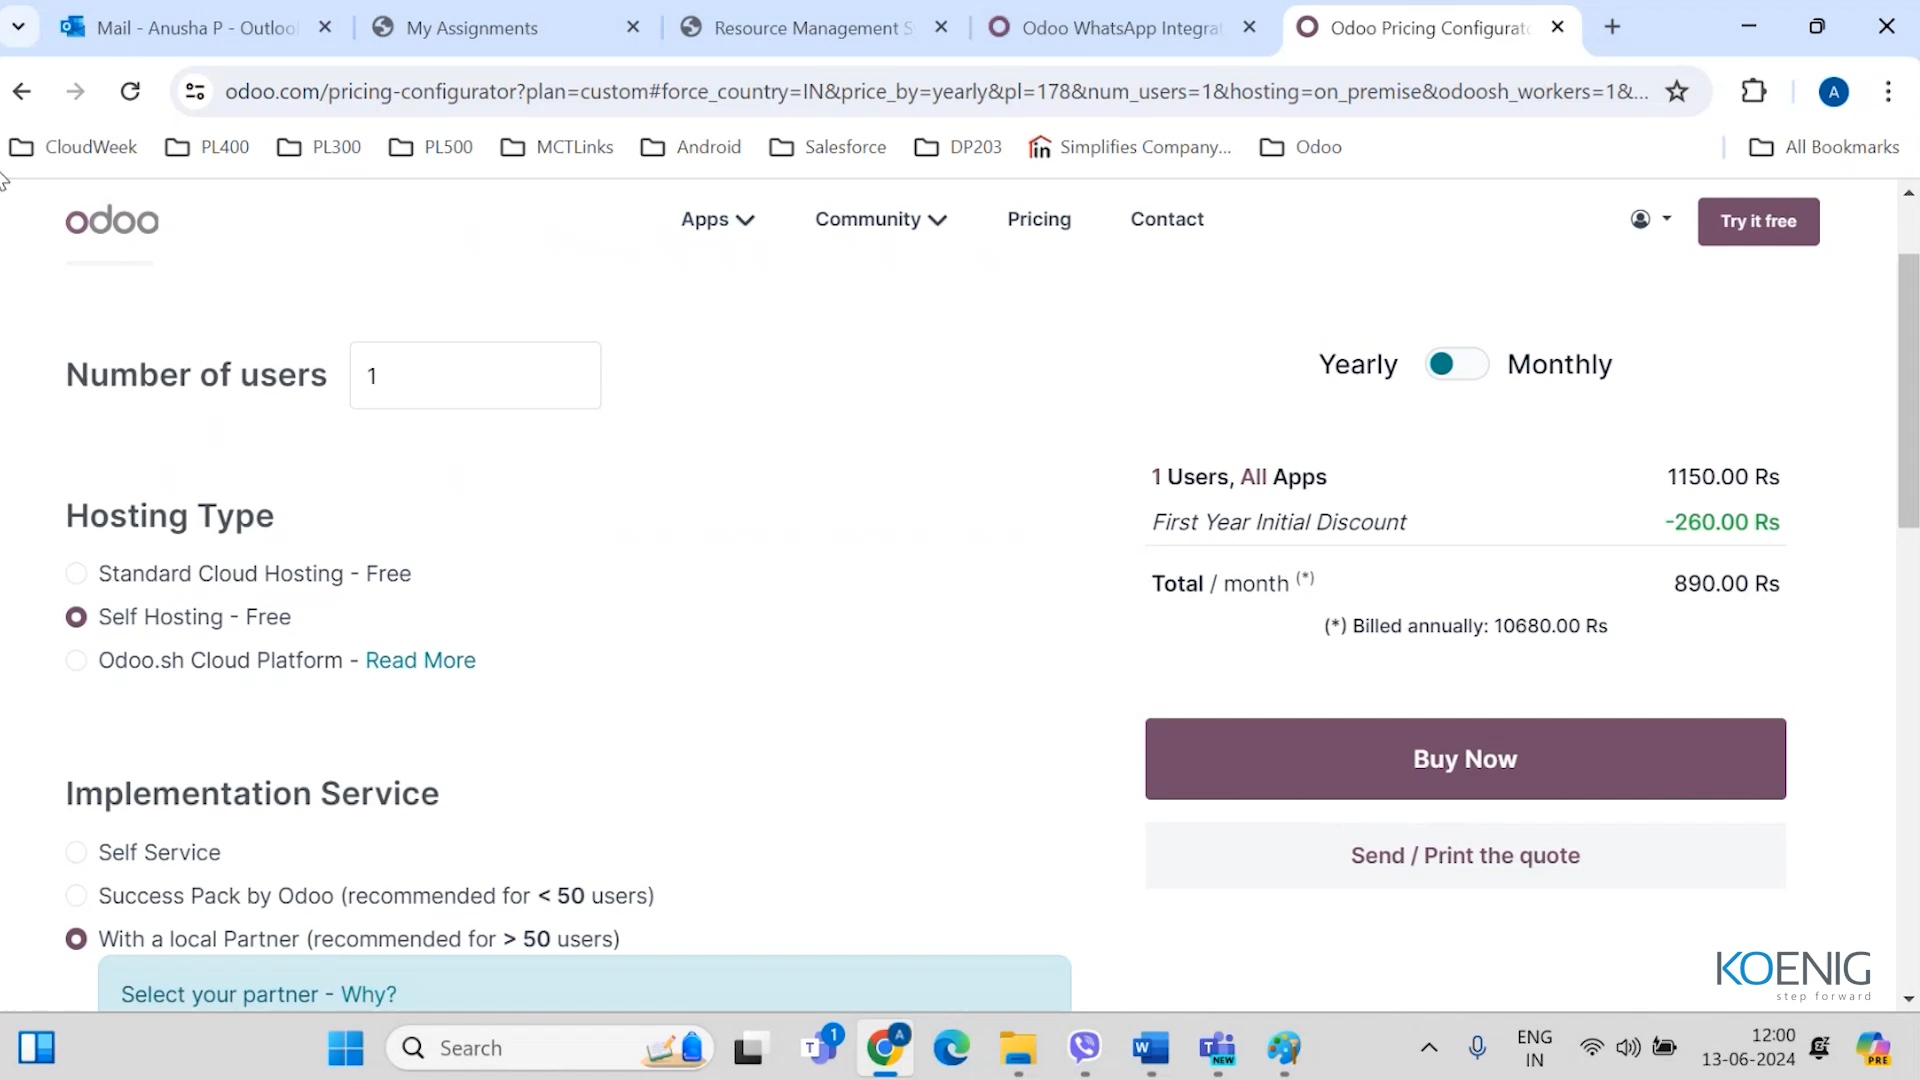 Mail - Anusha P - Outloo
My Assignments
Resource Management S
Odoo WhatsApp Integrat
Odoo Pricing Configurato
odoo.com/pricing-configurator?plan=custom#force_country=IN&price_by=yearly&pl=178&num_users=1&hosting=on_premise&odoosh_workers=1&...
A
CloudWeek
PL400
PL300
PL500
MCTLinks
Android
Salesforce
DP203
Simplifies Company...
Odoo
All Bookmarks
odoo
Apps
Community
Pricing
Contact
Try it free
Number of users
1
Yearly
Monthly
1 Users, All Apps
1150.00 Rs
First Year Initial Discount
-260.00 Rs
Total / month (*)
890.00 Rs
(*) Billed annually: 10680.00 Rs
Hosting Type
Standard Cloud Hosting - Free
Self Hosting - Free
Odoo.sh Cloud Platform - Read More
Buy Now
Send / Print the quote
Implementation Service
Self Service
Success Pack by Odoo (recommended for < 50 users)
With a local Partner (recommended for > 50 users)
Select your partner - Why?
KOENIG
step forward
Search
1
A
NEW
ENG
IN
12:00
13-06-2024
PRE